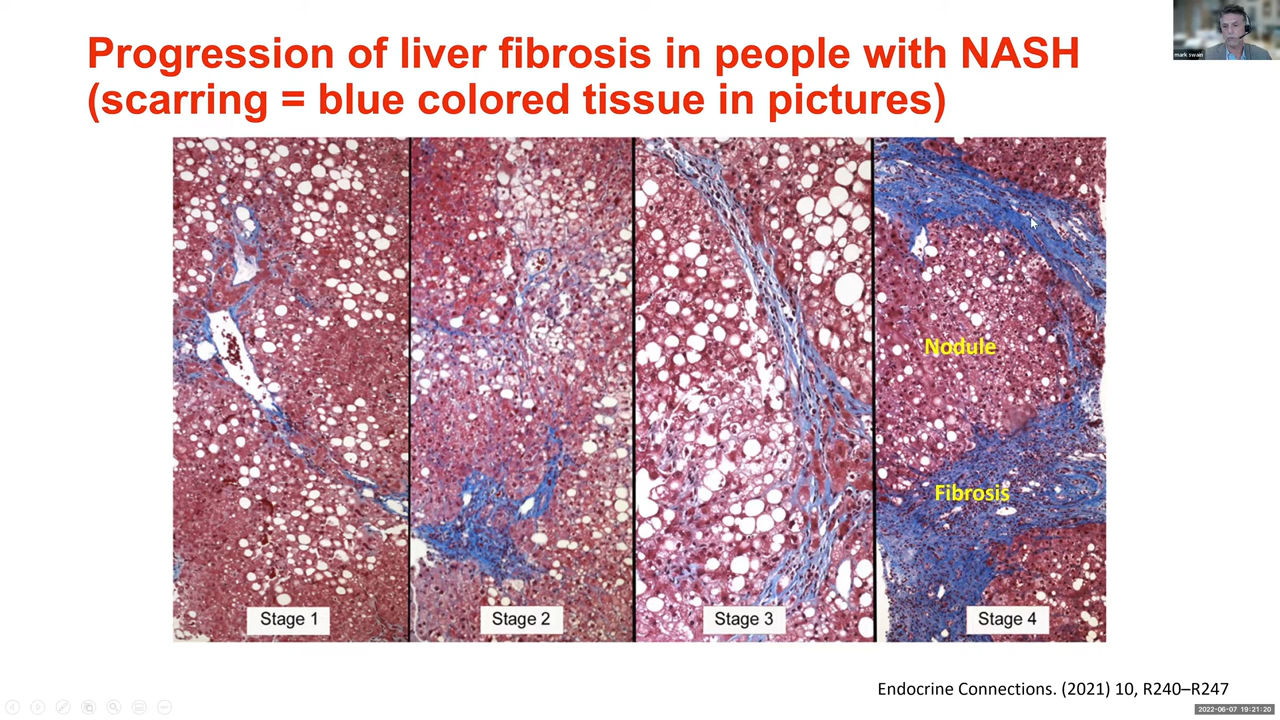 Progression of liver fibrosis in people with NASH
(scarring = blue colored tissue in pictures)
mark swain
Nodule
Fibrosis
Stage 1
Stage 2
Stage 3
Stage 4
Endocrine Connections. (2021) 10, R240–R247
2022-06-07 19:21:20